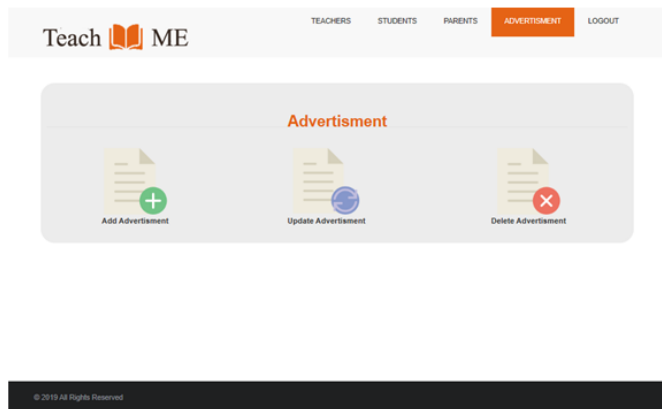 Teach ME
TEACHERS STUDENTS PARENTS ADVERTISMENT LOGOUT
Advertisment
Add Advertisment Update Advertisment Delete Advertisment
© 2019 All Rights Reserved